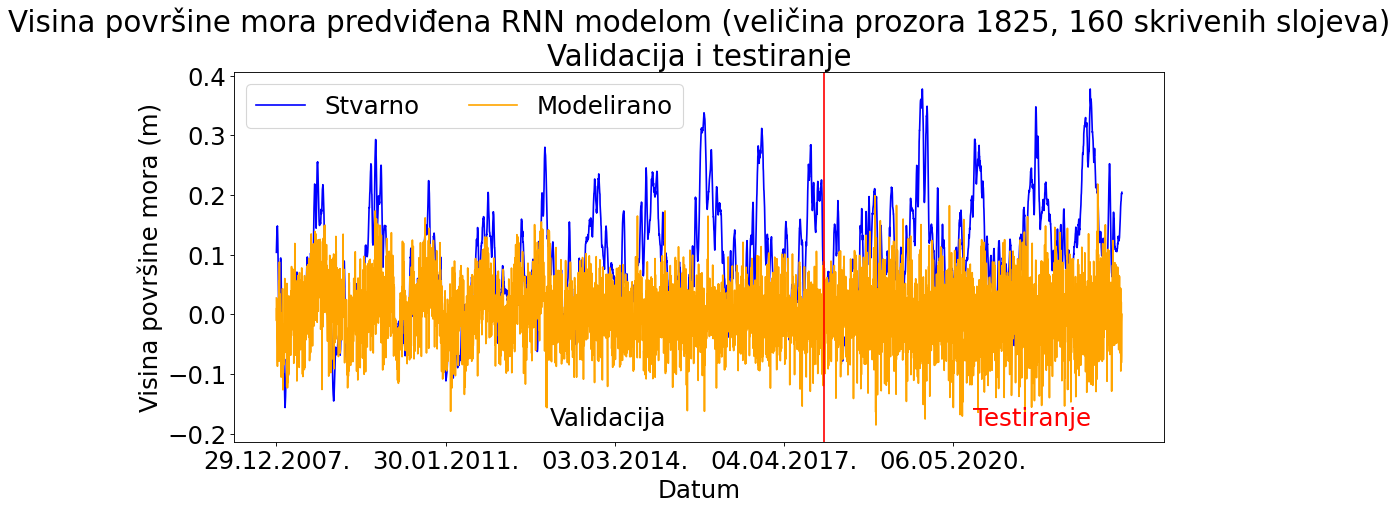 Visina površine mora predviđena RNN modelom (veličina prozora 1825, 160 skrivenih slojeva)
Validacija i testiranje
Stvarno
Modelirano
Visina površine mora (m)
0.4
0.3
0.2
0.1
0.0
−0.1
−0.2
Validacija
Testiranje
29.12.2007.
30.01.2011.
03.03.2014.
04.04.2017.
06.05.2020.
Datum